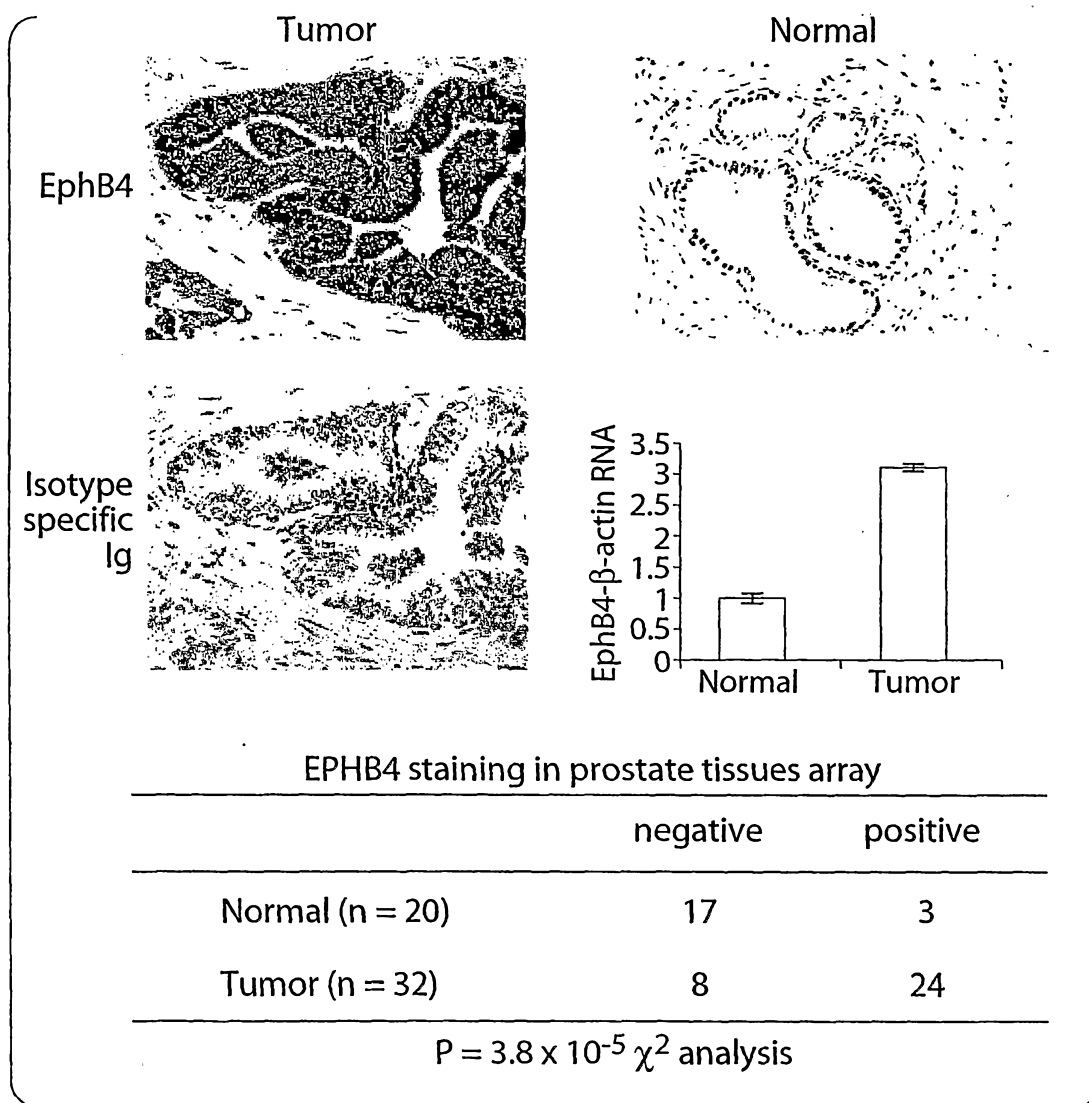 Tumor
Normal
EphB4
Isotype
specific
Ig
EphB4-β-actin RNA
3.5
3
2.5
2
1.5
1
0.5
0
Normal
Tumor
EPHB4 staining in prostate tissues array
negative positive
Normal (n = 20) 17 3
Tumor (n = 32) 8 24
P = 3.8 x 10⁻⁵ χ² analysis